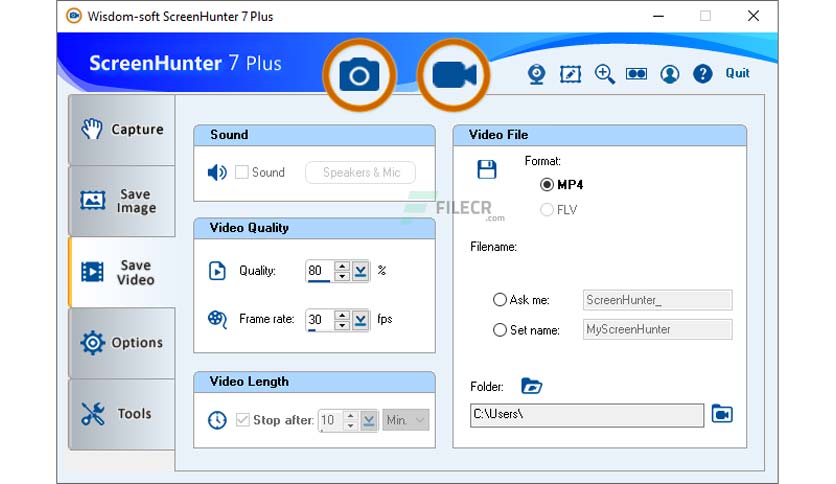 Wisdom-soft ScreenHunter 7 Plus
ScreenHunter 7 Plus
Quit
Capture
Save
Image
Save
Video
Options
Tools
Sound
Sound
Speakers & Mic
Video Quality
Quality: 80 %
Frame rate: 30 fps
Video Length
Stop after: 10 Min.
Video File
Format:
MP4
FLV
FILECR
.com
Filename:
Ask me: ScreenHunter_
Set name: MyScreenHunter
Folder:
C:\Users\